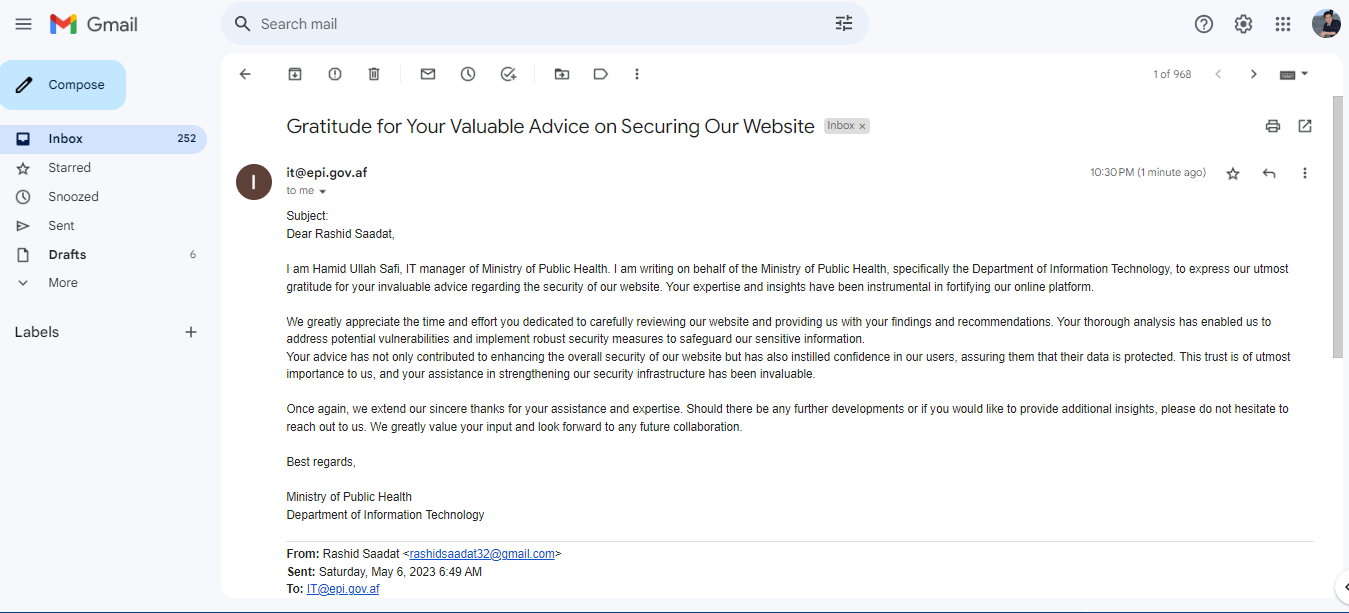 Gmail
Search mail
Compose
1 of 968
Inbox 252
Starred
Snoozed
Sent
Drafts 6
More
Labels
Gratitude for Your Valuable Advice on Securing Our Website Inbox x
I
it@epi.gov.af 10:30 PM (1 minute ago)
to me
Subject:
Dear Rashid Saadat,
I am Hamid Ullah Safi, IT manager of Ministry of Public Health. I am writing on behalf of the Ministry of Public Health, specifically the Department of Information Technology, to express our utmost
gratitude for your invaluable advice regarding the security of our website. Your expertise and insights have been instrumental in fortifying our online platform.
We greatly appreciate the time and effort you dedicated to carefully reviewing our website and providing us with your findings and recommendations. Your thorough analysis has enabled us to
address potential vulnerabilities and implement robust security measures to safeguard our sensitive information.
Your advice has not only contributed to enhancing the overall security of our website but has also instilled confidence in our users, assuring them that their data is protected. This trust is of utmost
importance to us, and your assistance in strengthening our security infrastructure has been invaluable.
Once again, we extend our sincere thanks for your assistance and expertise. Should there be any further developments or if you would like to provide additional insights, please do not hesitate to
reach out to us. We greatly value your input and look forward to any future collaboration.
Best regards,
Ministry of Public Health
Department of Information Technology
From: Rashid Saadat <rashidsaadat32@gmail.com>
Sent: Saturday, May 6, 2023 6:49 AM
To: IT@epi.gov.af